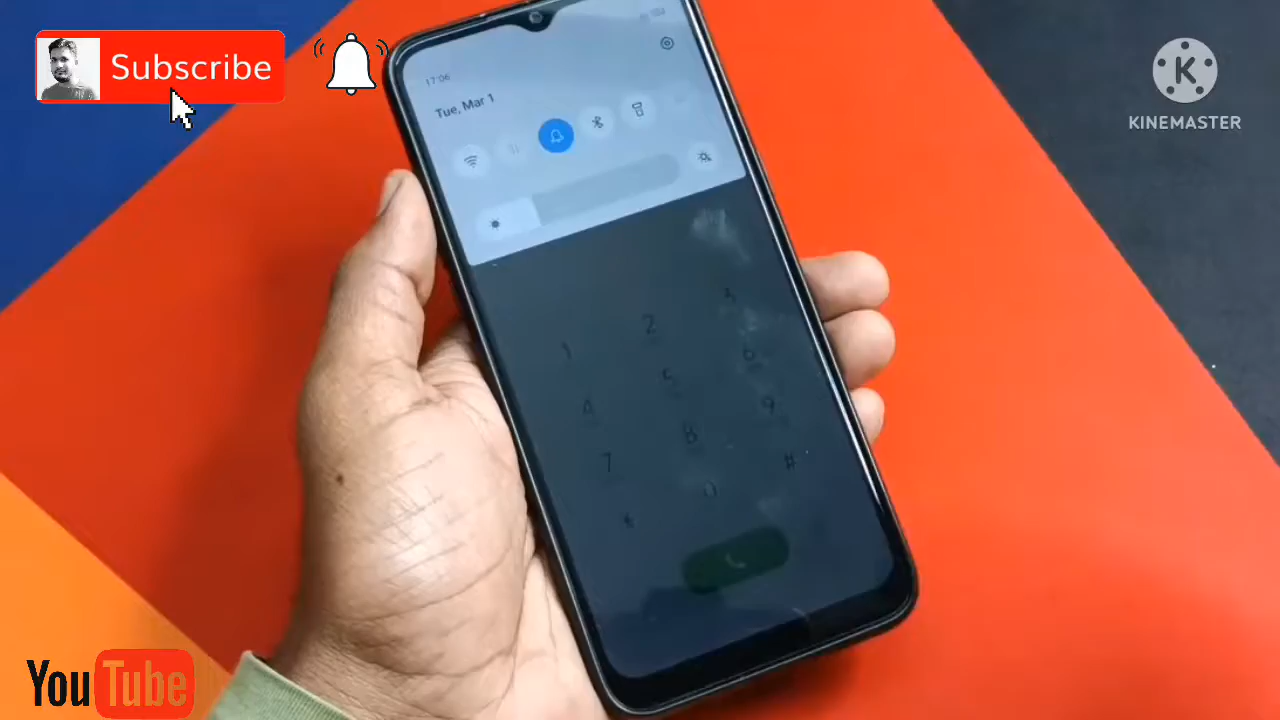 Subscribe
K
KINEMASTER
17:06
Tue, Mar 1
1 2 3
4 5 6
7 8 9
* 0 #
YouTube